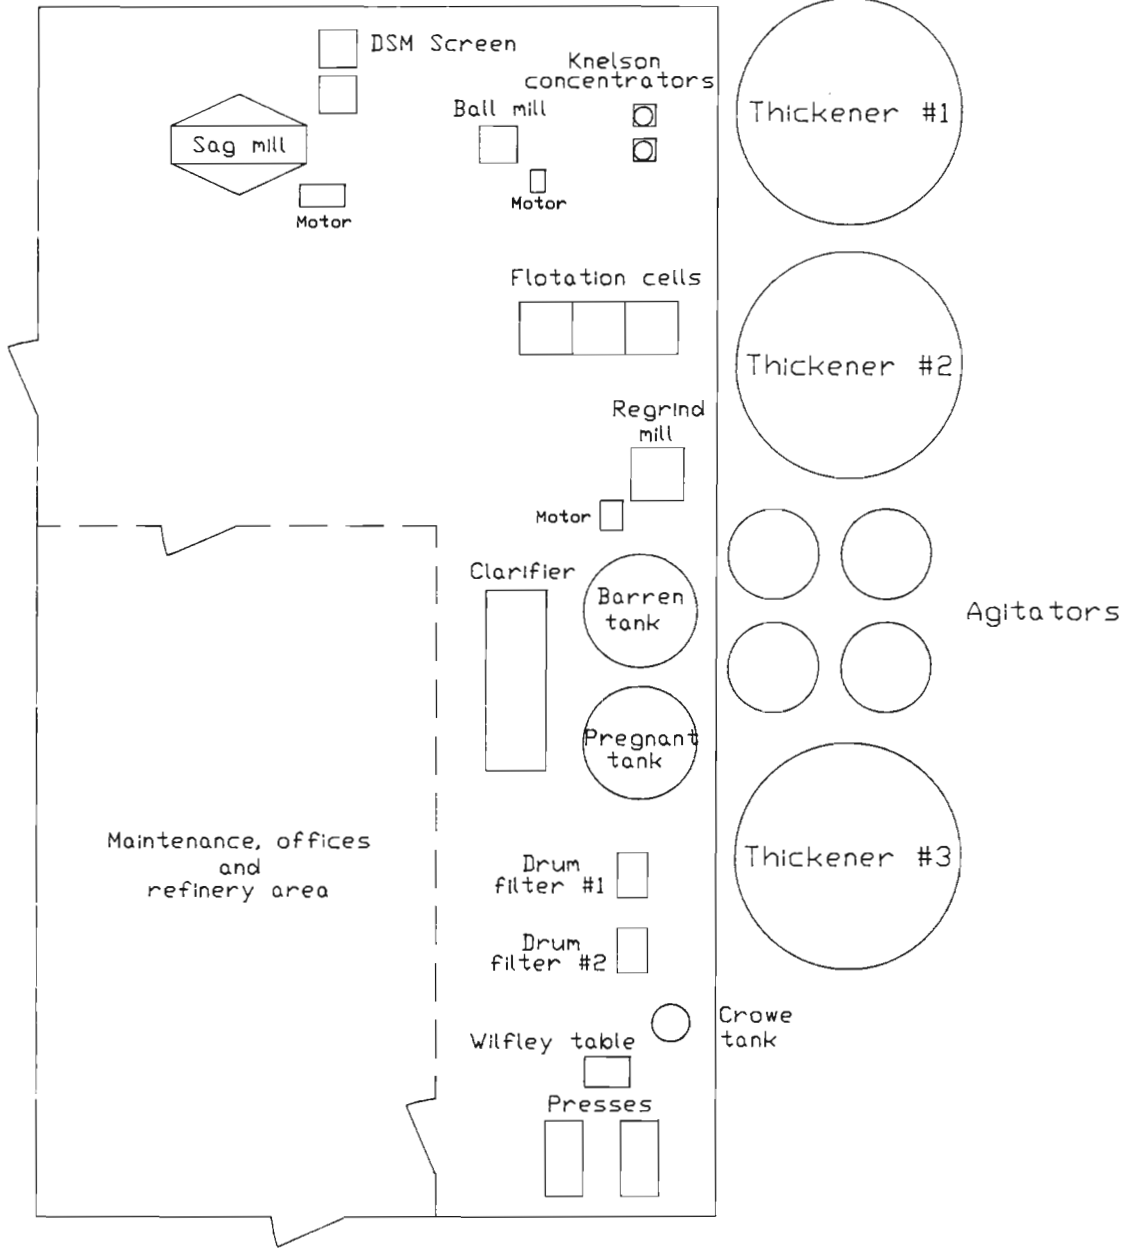 DSM Screen
Knelson
concentrators
Ball mill
Thickener #1
Sag mill
Motor
Motor
Flotation cells
Thickener #2
Regrind
mill
Motor
Clarifier
Barren
tank
Agitators
Pregnant
tank
Maintenance, offices
and
refinery area
Thickener #3
Drum
filter #1
Drum
filter #2
Crowe
tank
Wilfley table
Presses